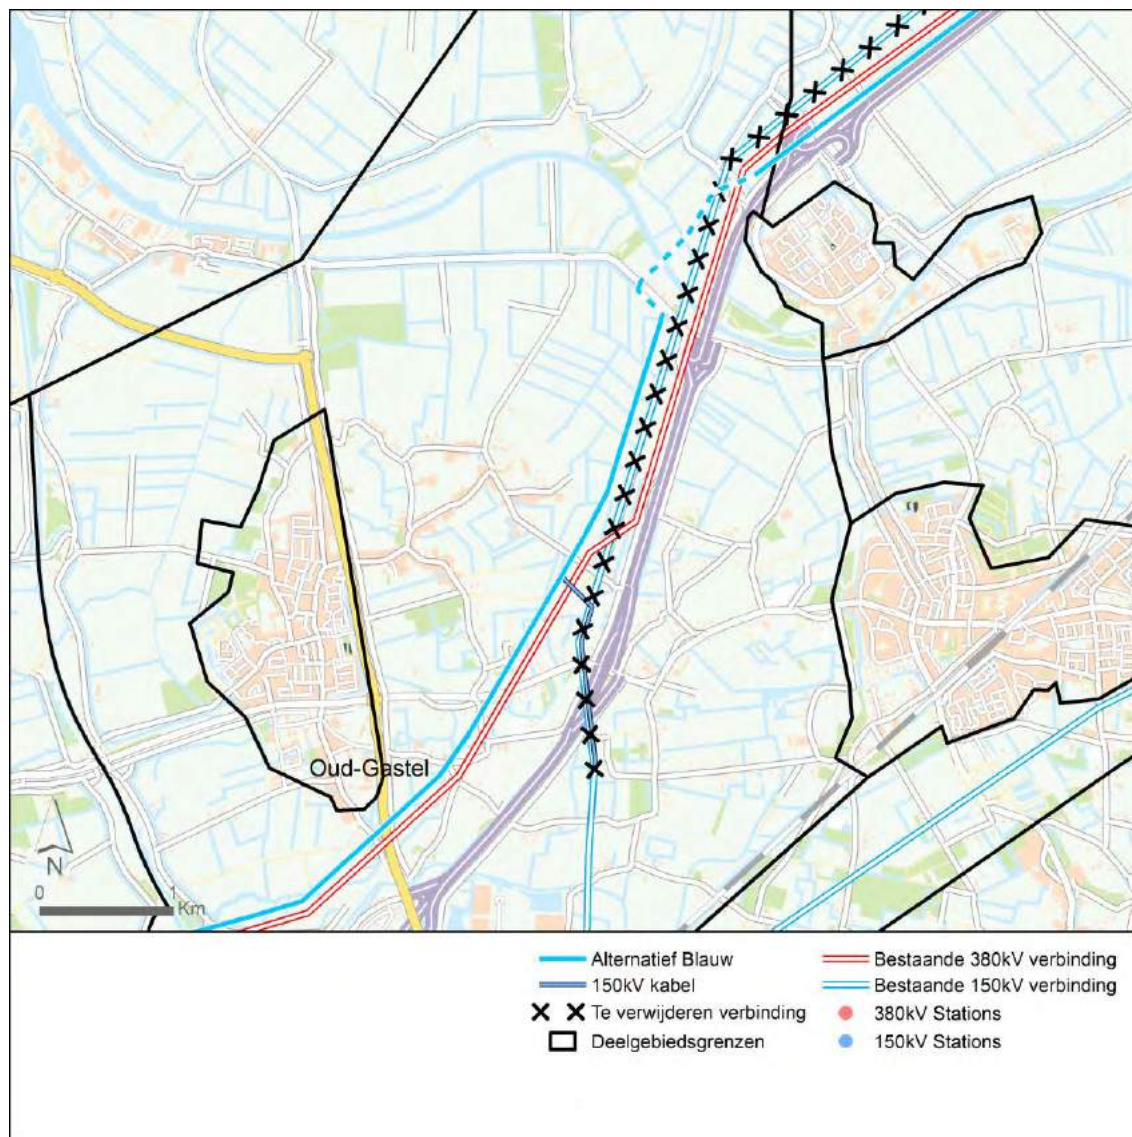 Oud-Gastel
N
0 1
Km
Alternatief Blauw
150kV kabel
Te verwijderen verbinding
Deelgebiedsgrenzen
Bestaande 380kV verbinding
Bestaande 150kV verbinding
380kV Stations
150kV Stations